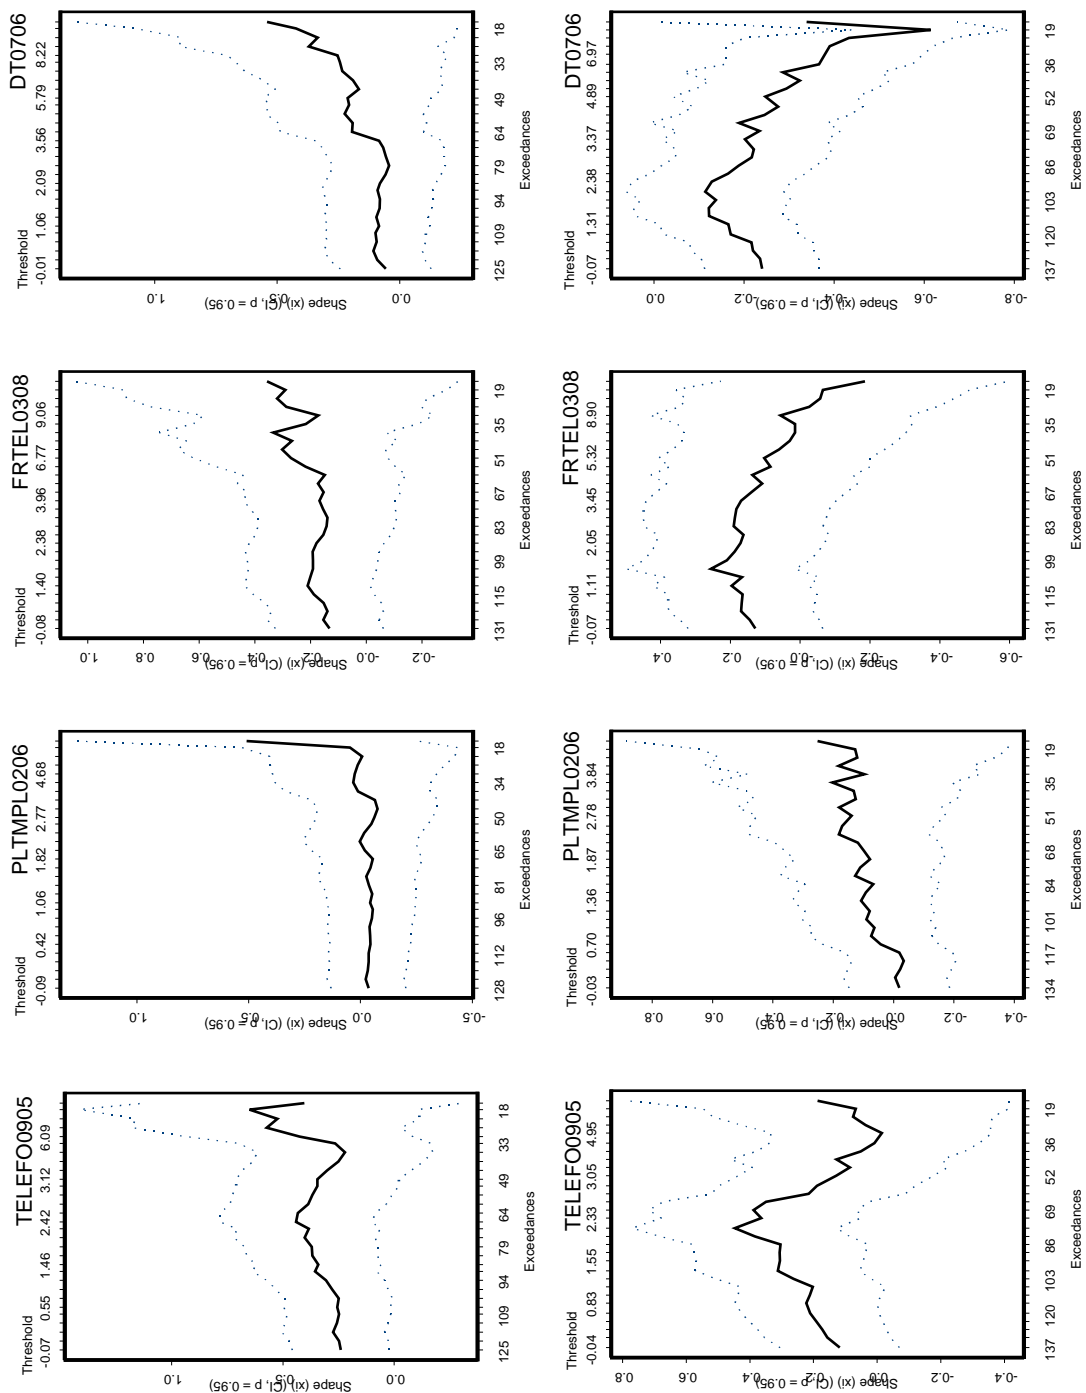 TELEFO0905
Threshold
-0.07 0.55 1.46 2.42 3.12 6.09
1.0
0.5
0.0
Shape (xi) (CI, p = 0.95)
125 109 94 79 64 49 33 18
Exceedances
PLTMPL0206
Threshold
-0.09 0.42 1.06 1.82 2.77 4.68
1.0
0.5
0.0
-0.5
Shape (xi) (CI, p = 0.95)
128 112 96 81 65 50 34 18
Exceedances
FRTEL0308
Threshold
-0.08 1.40 2.38 3.96 6.77 9.06
1.0
0.8
0.6
0.4
0.2
-0.0
-0.2
Shape (xi) (CI, p = 0.95)
131 115 99 83 67 51 35 19
Exceedances
DT0706
Threshold
-0.01 1.06 2.09 3.56 5.79 8.22
1.0
0.5
0.0
Shape (xi) (CI, p = 0.95)
125 109 94 79 64 49 33 18
Exceedances
TELEFO0905
Threshold
-0.04 0.83 1.55 2.33 3.05 4.95
0.8
0.6
0.4
0.2
0.0
-0.2
-0.4
Shape (xi) (CI, p = 0.95)
137 120 103 86 69 52 36 19
Exceedances
PLTMPL0206
Threshold
-0.03 0.70 1.36 1.87 2.78 3.84
0.8
0.6
0.4
0.2
0.0
-0.2
-0.4
Shape (xi) (CI, p = 0.95)
134 117 101 84 68 51 35 19
Exceedances
FRTEL0308
Threshold
-0.07 1.11 2.05 3.45 5.32 8.90
0.4
0.2
-0.0
-0.2
-0.4
-0.6
Shape (xi) (CI, p = 0.95)
131 115 99 83 67 51 35 19
Exceedances
DT0706
Threshold
-0.07 1.31 2.38 3.37 4.89 6.97
0.0
-0.2
-0.4
-0.6
-0.8
Shape (xi) (CI, p = 0.95)
137 120 103 86 69 52 36 19
Exceedances